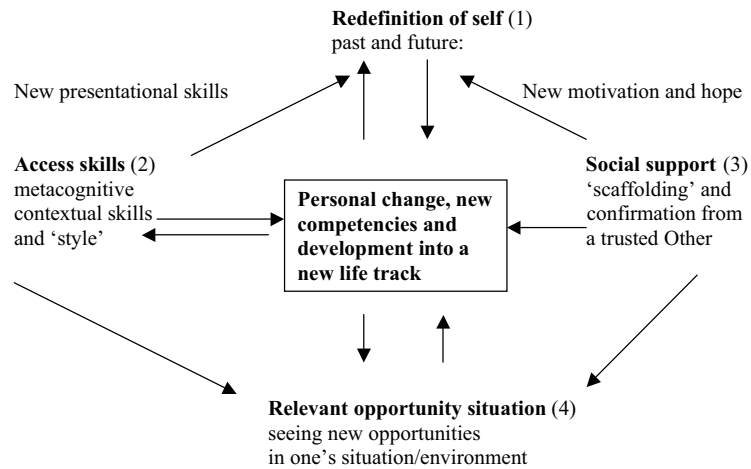 Redefinition of self (1)
past and future:
New presentational skills
New motivation and hope
Access skills (2)
metacognitive
contextual skills
and ‘style’
Personal change, new
competencies and
development into a
new life track
Social support (3)
‘scaffolding’ and
confirmation from
a trusted Other
Relevant opportunity situation (4)
seeing new opportunities
in one’s situation/environment